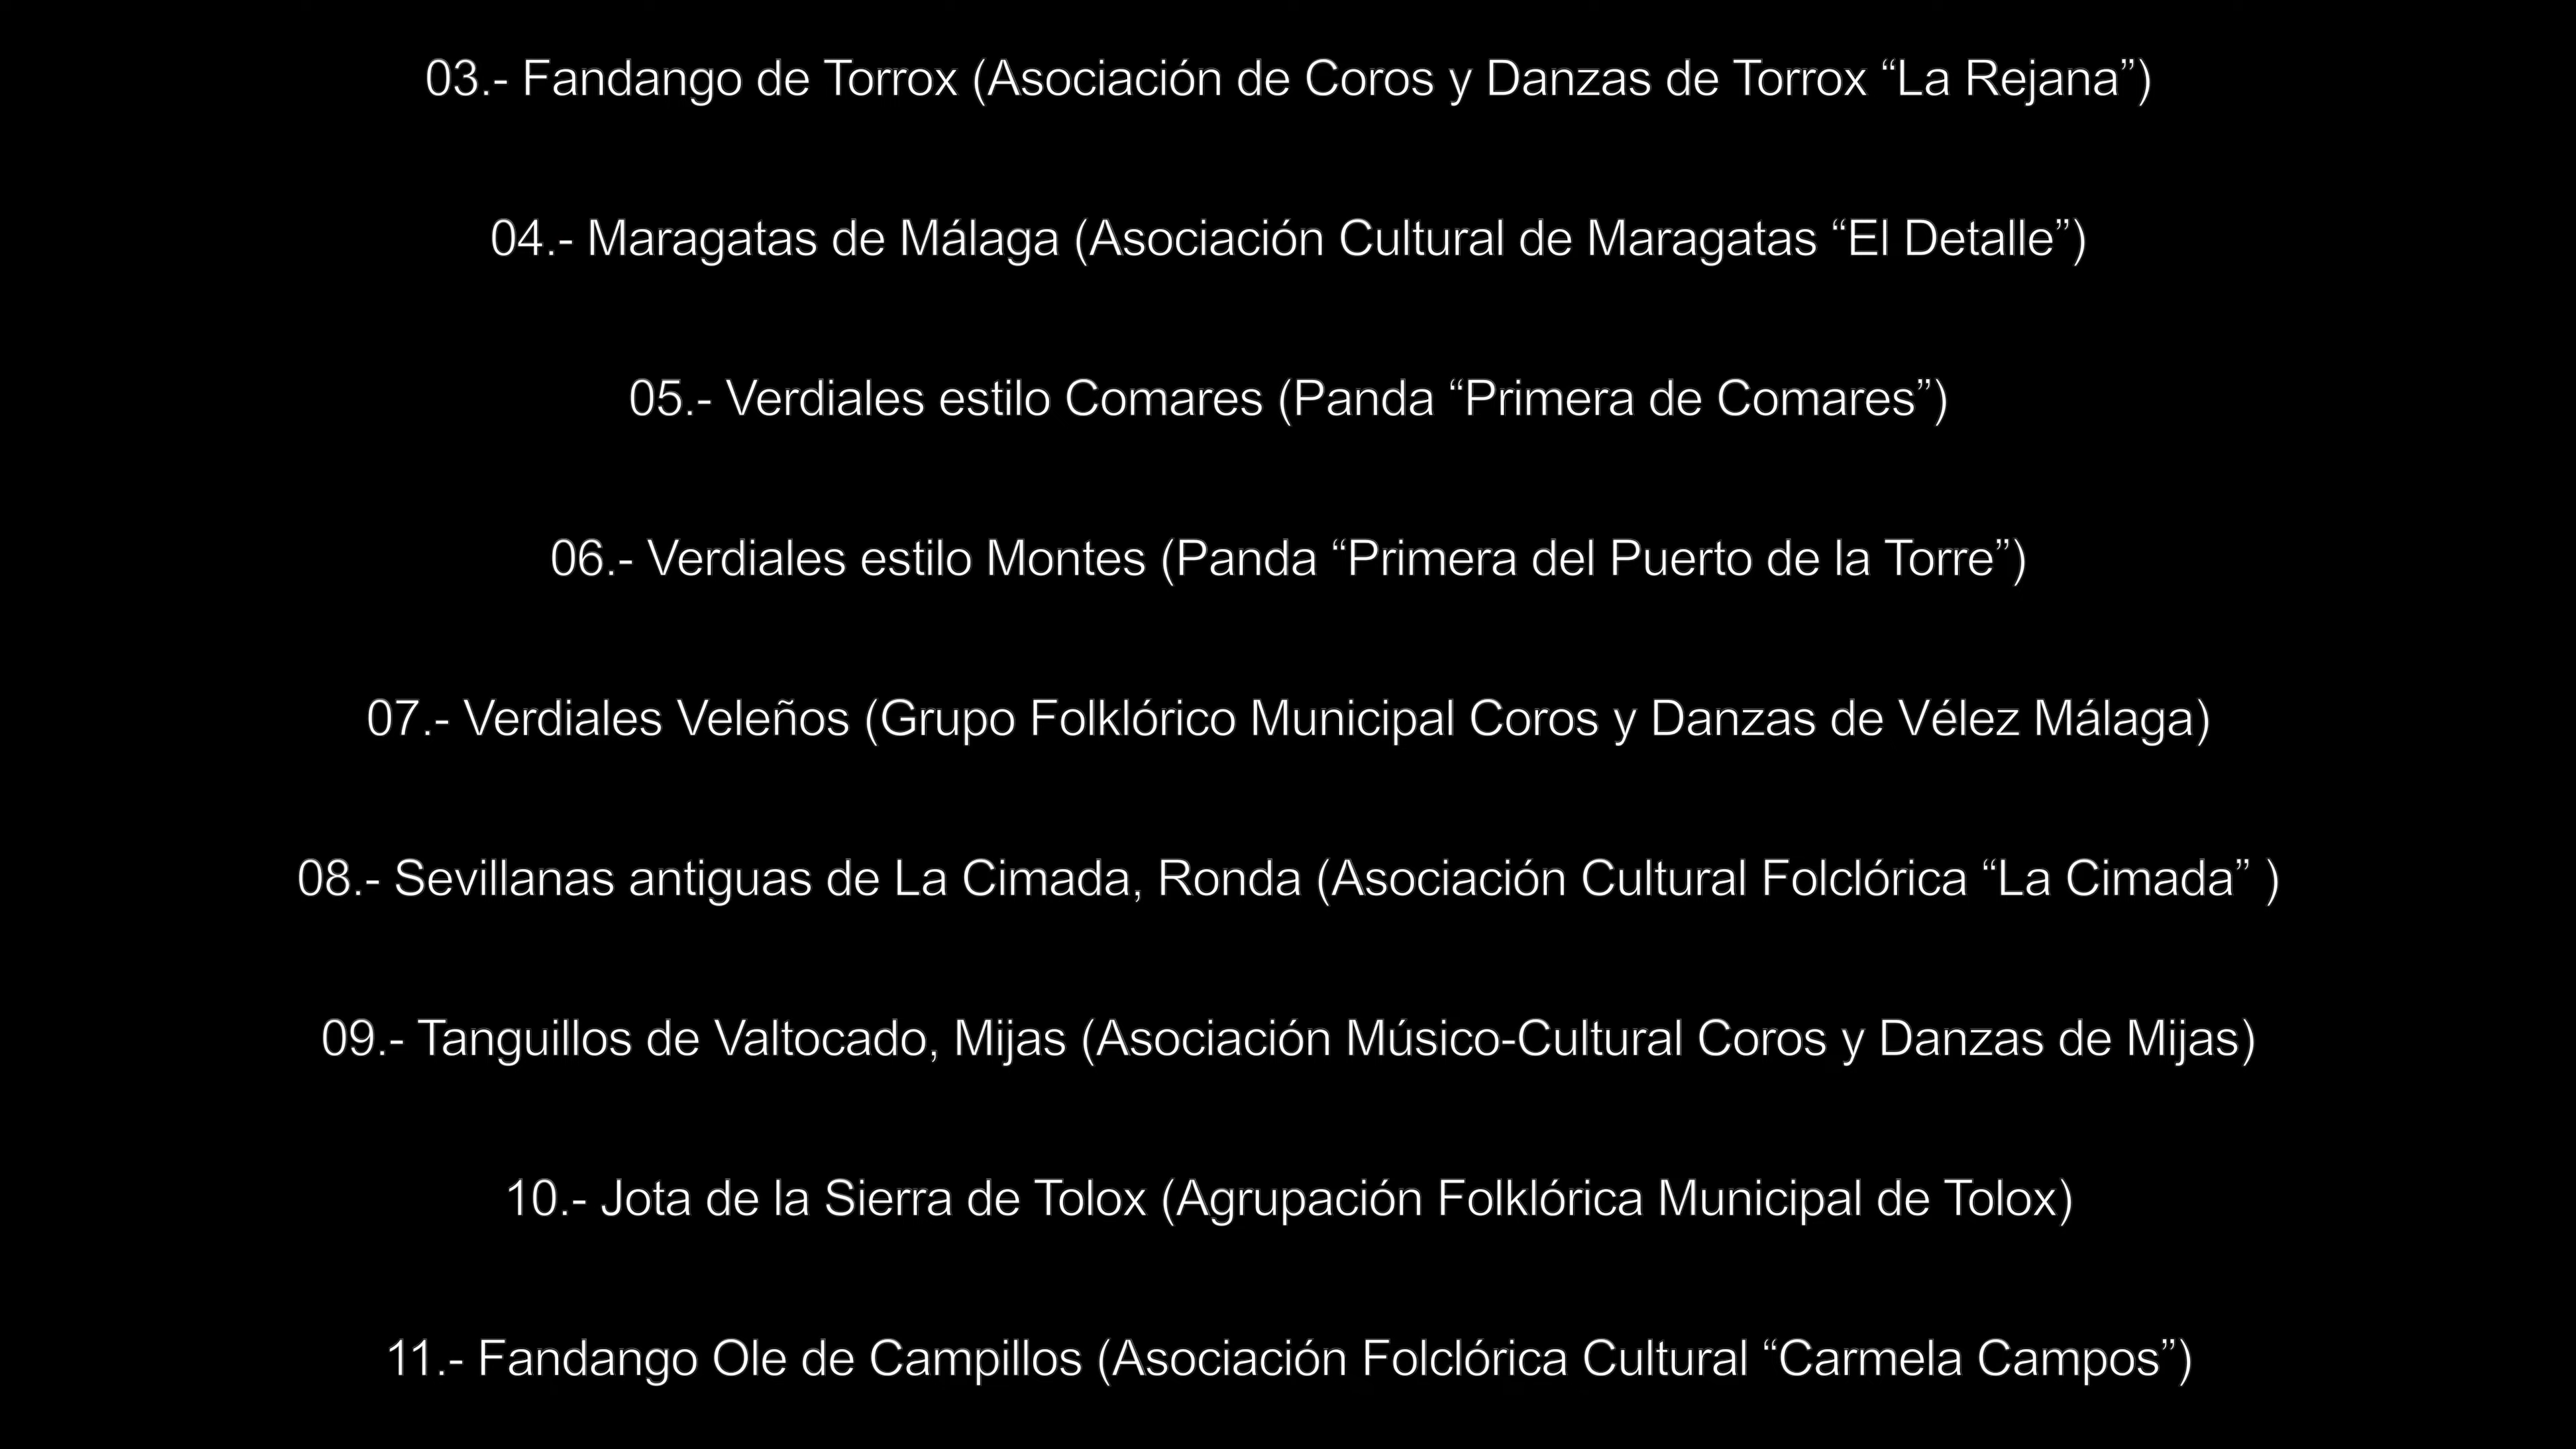 03.- Fandango de Torrox (Asociación de Coros y Danzas de Torrox “La Rejana”)
04.- Maragatas de Málaga (Asociación Cultural de Maragatas “El Detalle”)
05.- Verdiales estilo Comares (Panda “Primera de Comares”)
06.- Verdiales estilo Montes (Panda “Primera del Puerto de la Torre”)
07.- Verdiales Veleños (Grupo Folklórico Municipal Coros y Danzas de Vélez Málaga)
08.- Sevillanas antiguas de La Cimada, Ronda (Asociación Cultural Folclórica “La Cimada” )
09.- Tanguillos de Valtocado, Mijas (Asociación Músico-Cultural Coros y Danzas de Mijas)
10.- Jota de la Sierra de Tolox (Agrupación Folklórica Municipal de Tolox)
11.- Fandango Ole de Campillos (Asociación Folclórica Cultural “Carmela Campos”)